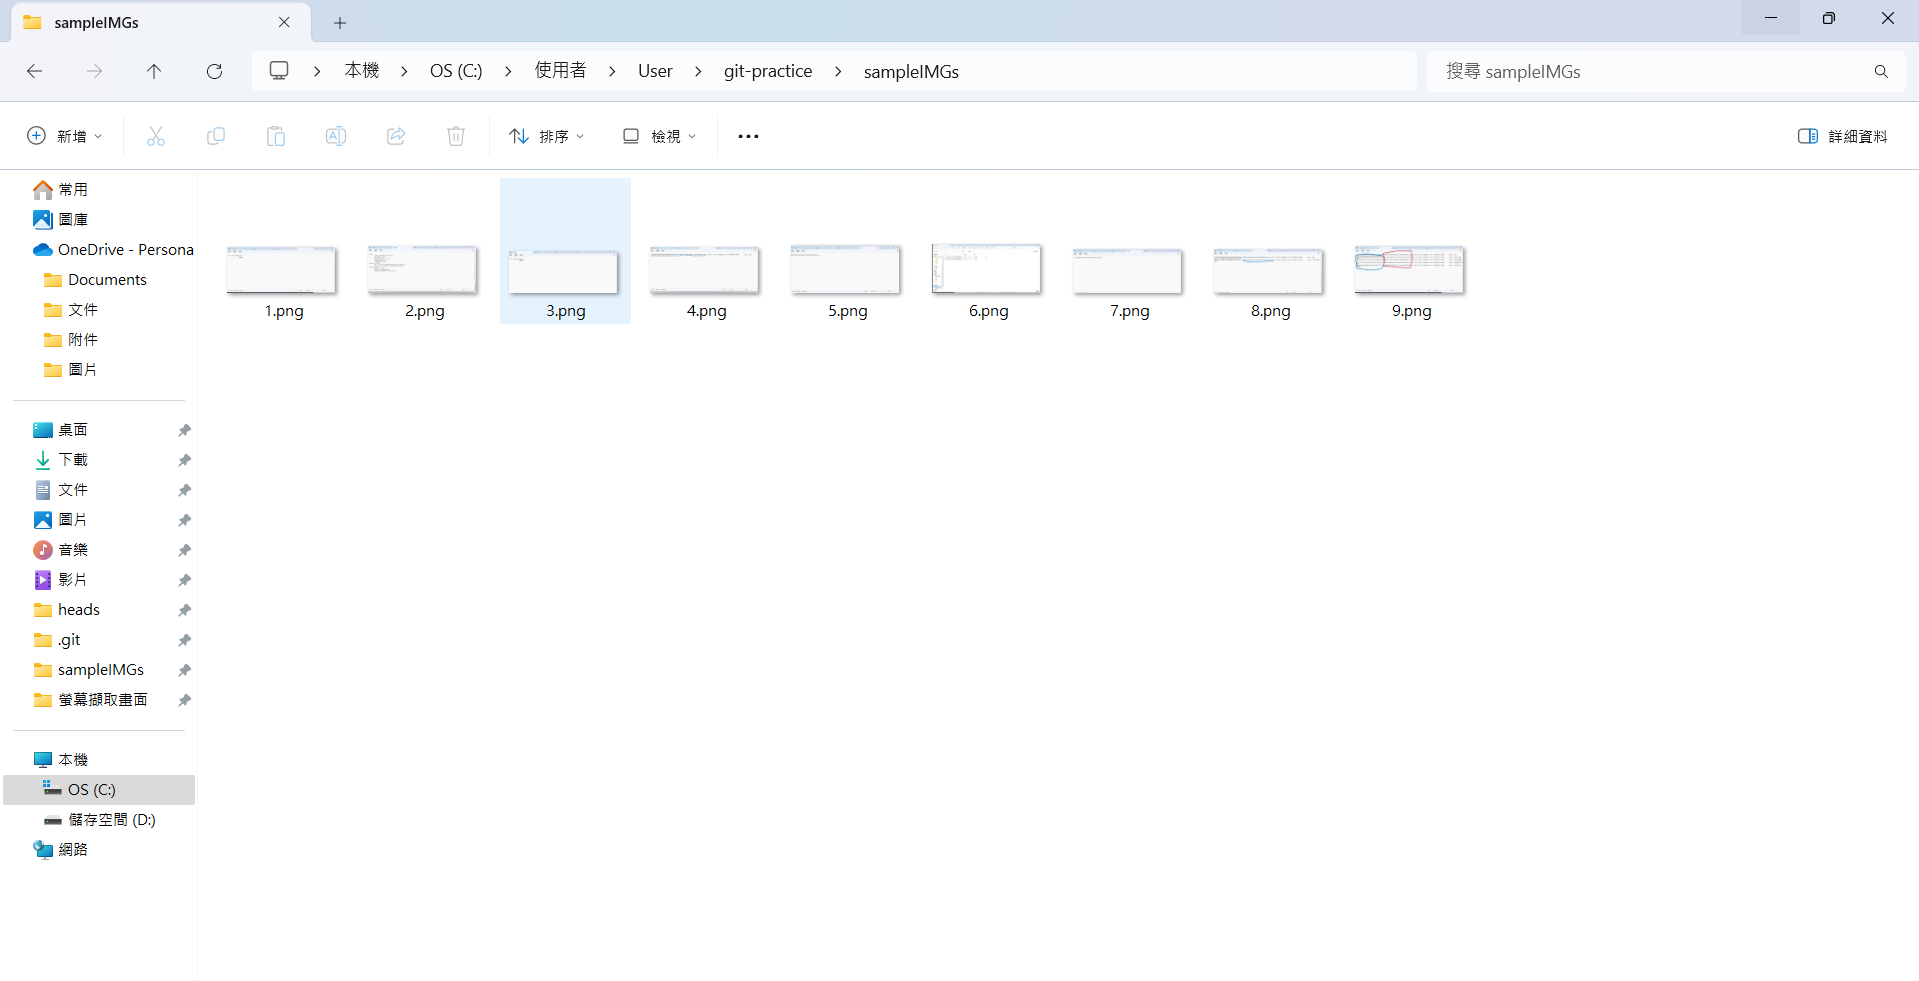 sampleIMGs
本機 > OS (C:) > 使用者 > User > git-practice > sampleIMGs
搜尋 sampleIMGs
新增
排序
檢視
詳細資料
常用
圖庫
OneDrive - Persona
Documents
文件
附件
圖片
桌面
下載
文件
圖片
音樂
影片
heads
.git
sampleIMGs
螢幕擷取畫面
本機
OS (C:)
儲存空間 (D:)
網路
1.png
2.png
3.png
4.png
5.png
6.png
7.png
8.png
9.png